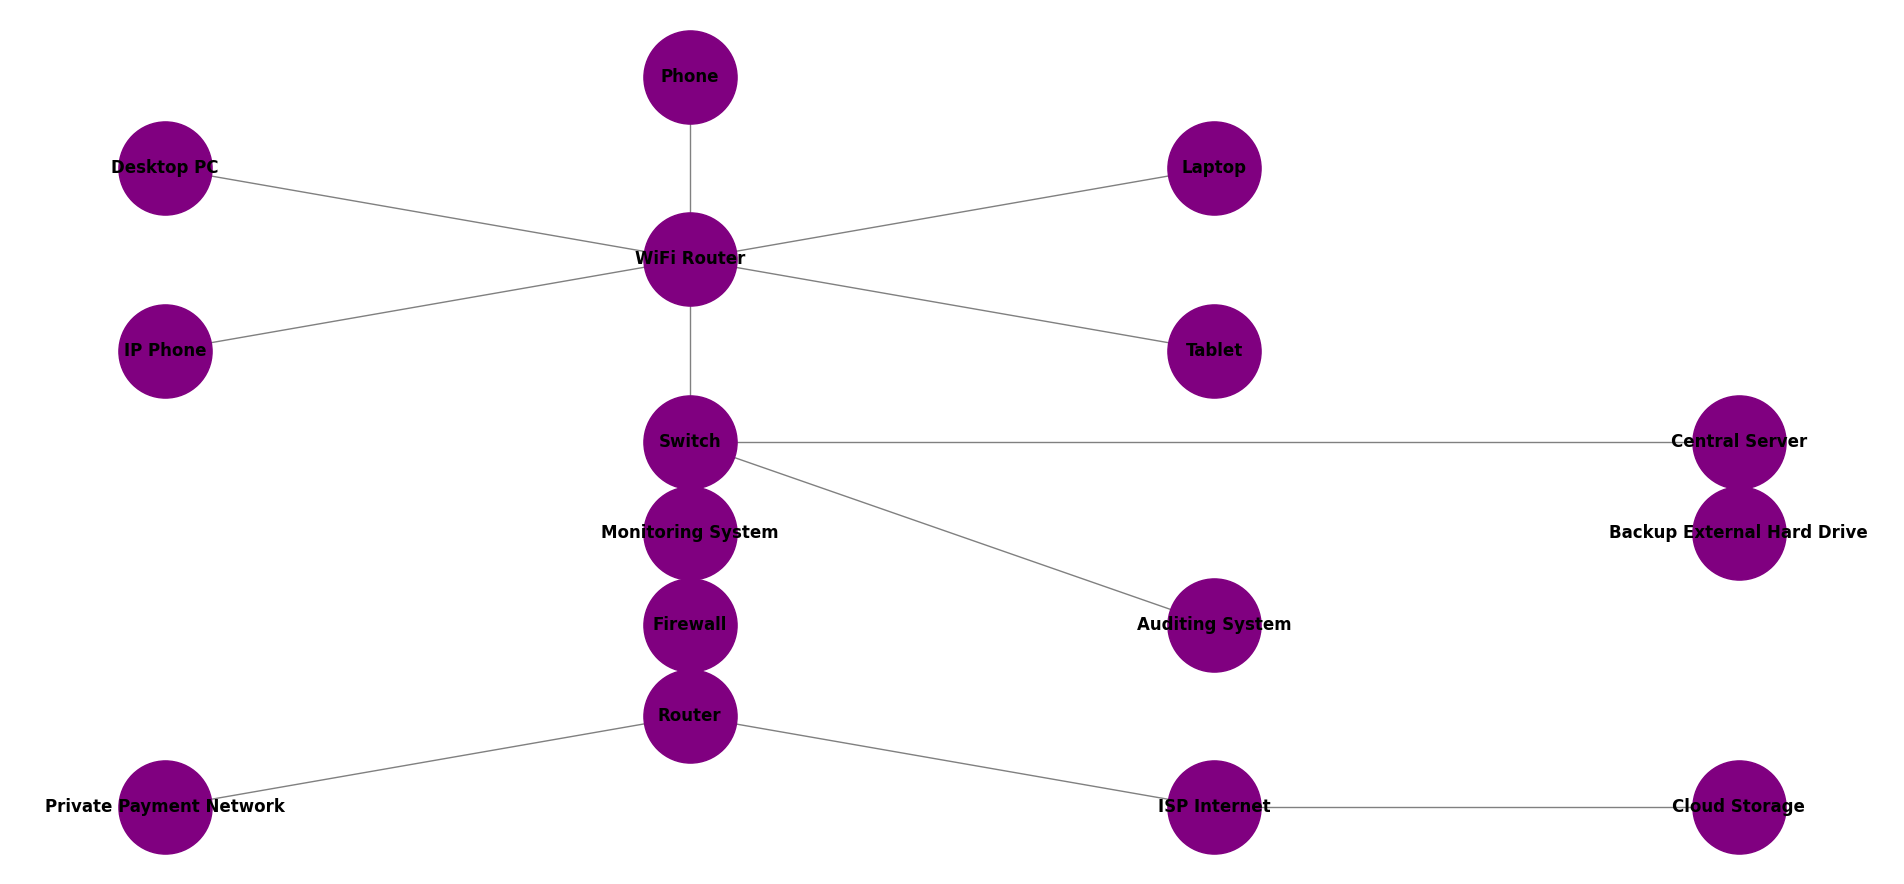 Phone
Desktop PC
Laptop
WiFi Router
IP Phone
Tablet
Switch
Central Server
Monitoring System
Backup External Hard Drive
Firewall
Auditing System
Router
Private Payment Network
ISP Internet
Cloud Storage